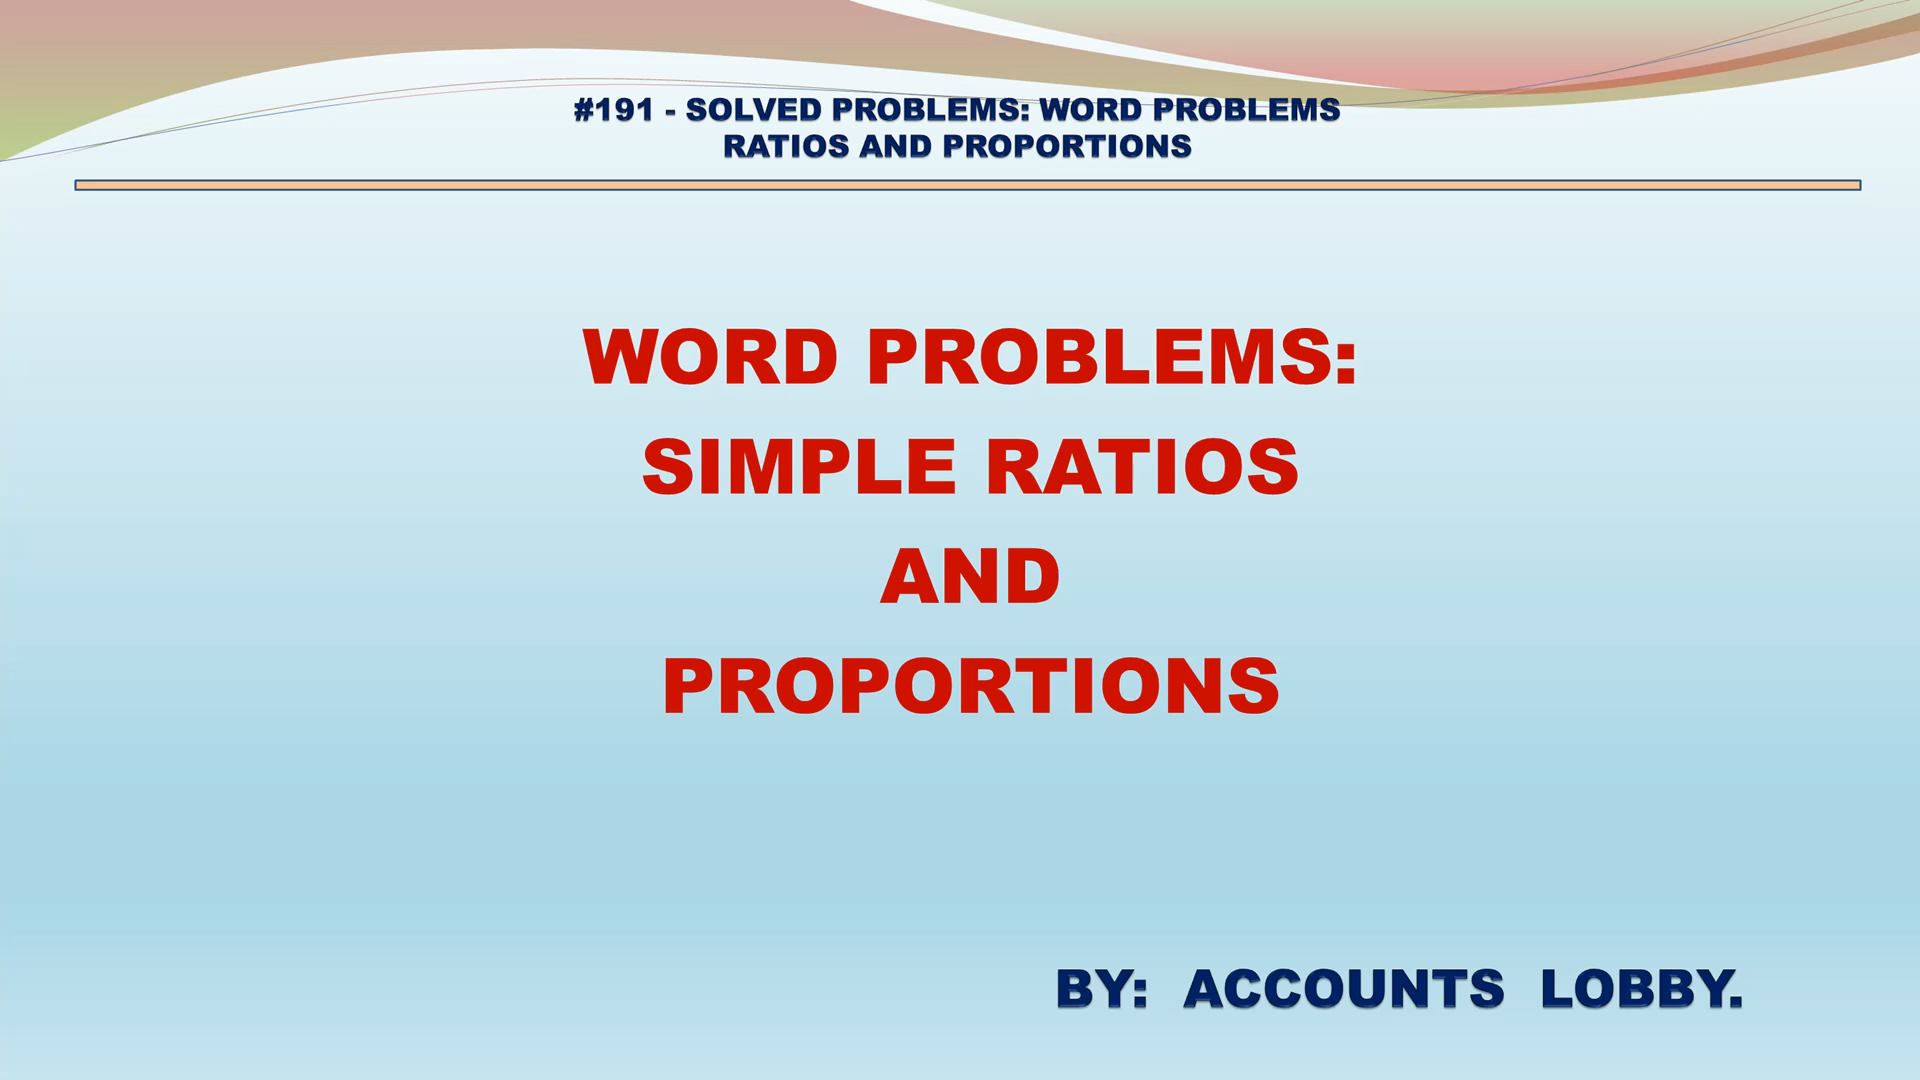 #191 - SOLVED PROBLEMS: WORD PROBLEMS
RATIOS AND PROPORTIONS
WORD PROBLEMS:
SIMPLE RATIOS
AND
PROPORTIONS
BY: ACCOUNTS LOBBY.